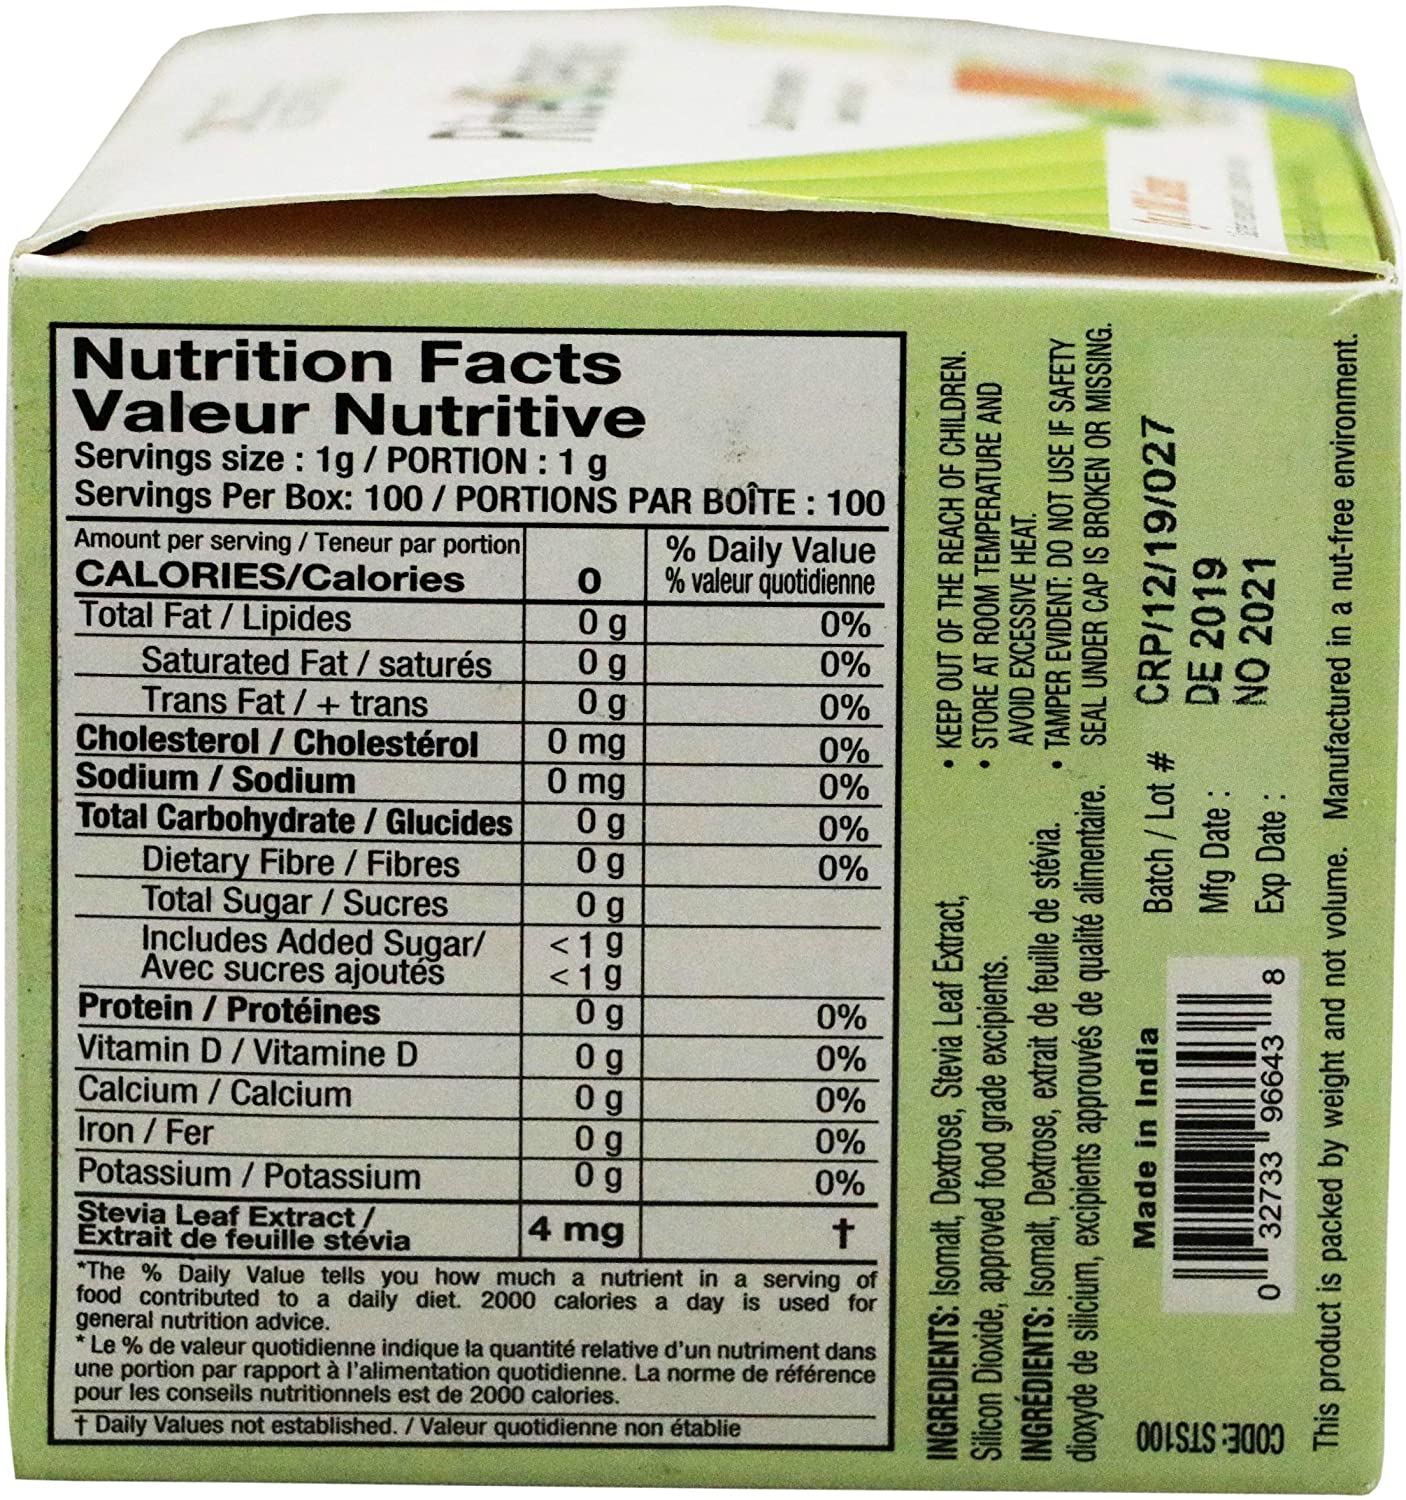 Nutrition Facts
Valeur Nutritive
Servings size : 1g / PORTION : 1 g
Servings Per Box: 100 / PORTIONS PAR BOÎTE : 100
Amount per serving / Teneur par portion
CALORIES/Calories 0
% Daily Value
% valeur quotidienne
Total Fat / Lipides 0 g 0%
Saturated Fat / saturés 0 g 0%
Trans Fat / + trans 0 g 0%
Cholesterol / Cholestérol 0 mg 0%
Sodium / Sodium 0 mg 0%
Total Carbohydrate / Glucides 0 g 0%
Dietary Fibre / Fibres 0 g 0%
Total Sugar / Sucres 0 g
Includes Added Sugar/ < 1 g
Avec sucres ajoutés < 1 g
Protein / Protéines 0 g 0%
Vitamin D / Vitamine D 0 g 0%
Calcium / Calcium 0 g 0%
Iron / Fer 0 g 0%
Potassium / Potassium 0 g 0%
Stevia Leaf Extract /
Extrait de feuille stévia 4 mg †
*The % Daily Value tells you how much a nutrient in a serving of
food contributed to a daily diet. 2000 calories a day is used for
general nutrition advice.
* Le % de valeur quotidienne indique la quantité relative d'un nutriment dans
une portion par rapport à l'alimentation quotidienne. La norme de référence
pour les conseils nutritionnels est de 2000 calories.
† Daily Values not established. / Valeur quotidienne non établie
INGREDIENTS: Isomalt, Dextrose, Stevia Leaf Extract,
Silicon Dioxide, approved food grade excipients.
INGRÉDIENTS: Isomalt, Dextrose, extrait de feuille de stévia.
dioxyde de silicium, excipients approuvés de qualité alimentaire.
• KEEP OUT OF THE REACH OF CHILDREN.
• STORE AT ROOM TEMPERATURE AND
AVOID EXCESSIVE HEAT.
• TAMPER EVIDENT: DO NOT USE IF SAFETY
SEAL UNDER CAP IS BROKEN OR MISSING.
Made in India
0 32733 96643 8
CODE: STS100
Batch / Lot # CRP/12/19/027
Mfg Date : DE 2019
Exp Date : NO 2021
This product is packed by weight and not volume. Manufactured in a nut-free environment.